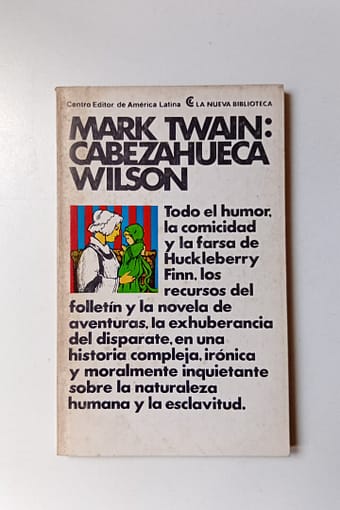 Centro Editor de América Latina LA NUEVA BIBLIOTECA
MARK TWAIN:
CABEZAHUECA
WILSON
Todo el humor,
la comicidad
y la farsa de
Huckleberry
Finn, los
recursos del
folletín y la novela de
aventuras, la exhuberancia
del disparate, en una
historia compleja, irónica
y moralmente inquietante
sobre la naturaleza
humana y la esclavitud.